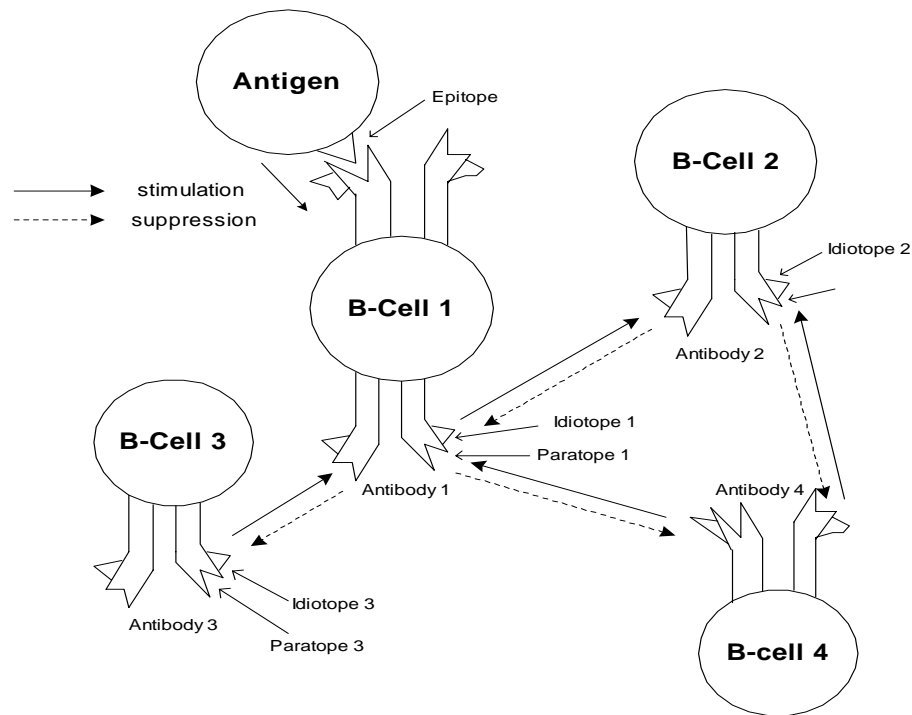 Antigen
Epitope
stimulation
suppression
B-Cell 2
Idiotope 2
B-Cell 1
Antibody 2
B-Cell 3
Idiotope 1
Paratope 1
Antibody 1
Antibody 4
Idiotope 3
Antibody 3
Paratope 3
B-cell 4